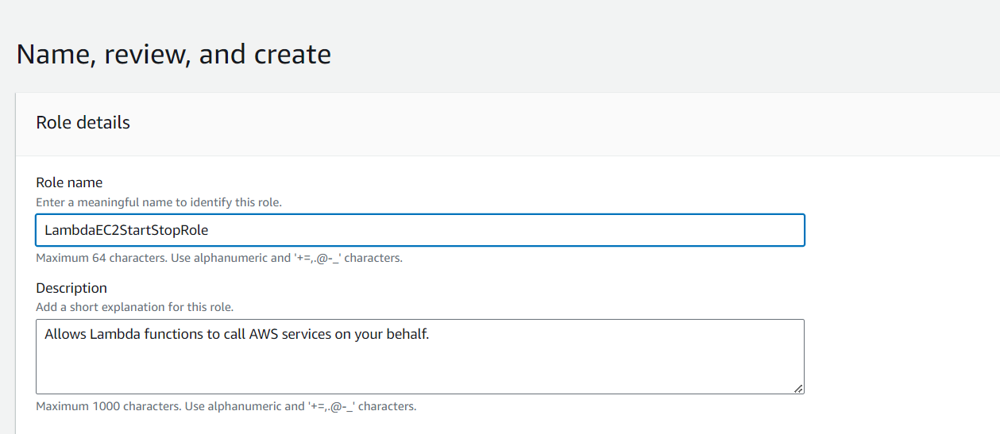 Name, review, and create
Role details
Role name
Enter a meaningful name to identify this role.
LambdaEC2StartStopRole
Maximum 64 characters. Use alphanumeric and '+=,.@-_' characters.
Description
Add a short explanation for this role.
Allows Lambda functions to call AWS services on your behalf.
Maximum 1000 characters. Use alphanumeric and '+=,.@-_' characters.